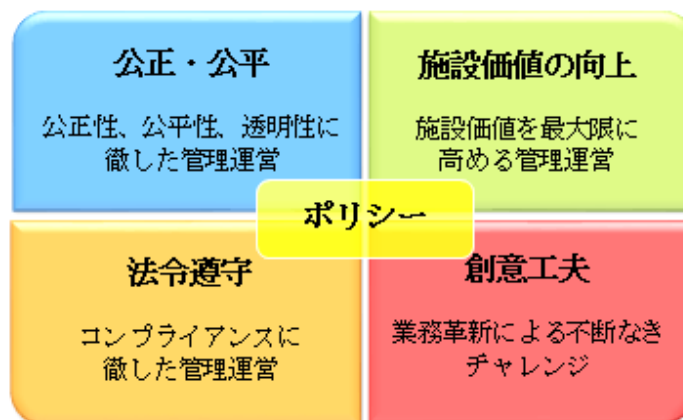 公正・公平
公正性、公平性、透明性に
徹した管理運営
施設価値の向上
施設価値を最大限に
高める管理運営
ポリシー
法令遵守
コンプライアンスに
徹した管理運営
創意工夫
業務革新による不断なき
チャレンジ